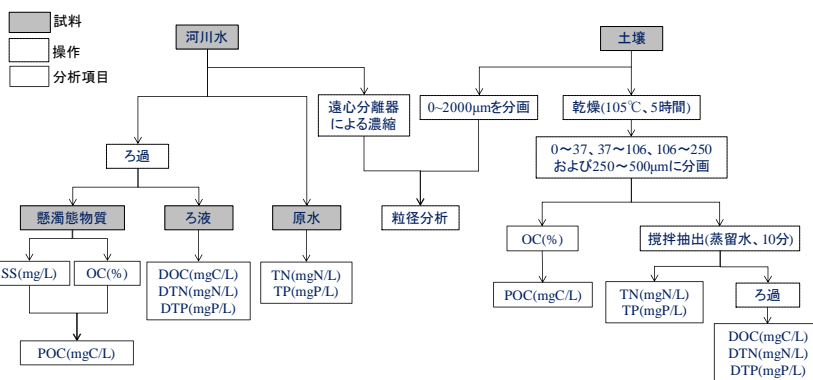 試料
操作
分析項目
河川水
土壌
遠心分離器
による濃縮
0~2000μmを分画
乾燥(105℃、5時間)
ろ過
0～37、37～106、106～250
および250～500μmに分画
懸濁態物質
ろ液
原水
粒径分析
OC(%)
撹拌抽出(蒸留水、10分)
SS(mg/L)
OC(%)
DOC(mgC/L)
DTN(mgN/L)
DTP(mgP/L)
TN(mgN/L)
TP(mgP/L)
POC(mgC/L)
TN(mgN/L)
TP(mgP/L)
ろ過
POC(mgC/L)
DOC(mgC/L)
DTN(mgN/L)
DTP(mgP/L)